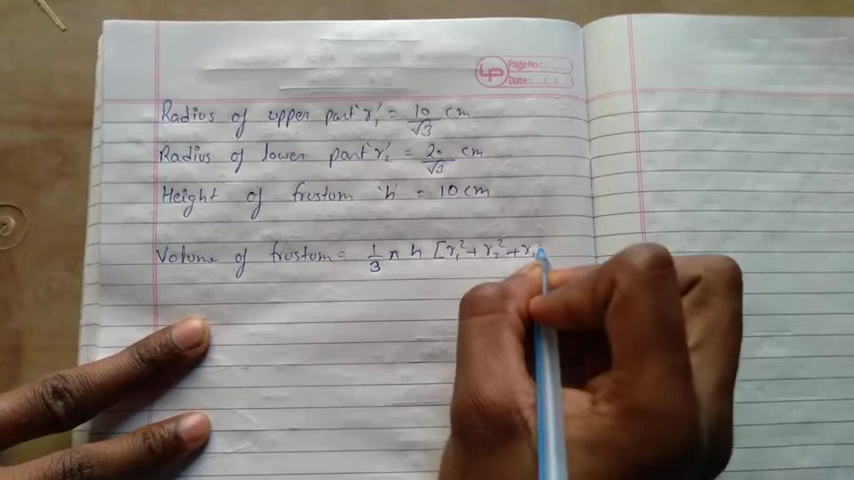 LP Page No:
Date: / /
Radius of upper part 'r₁' = 10/√3 cm
Radius of lower part 'r₂' = 20/√3 cm
Height of frustum 'h' = 10 cm
Volume of frustum = 1/3 π h [r₁² + r₂² + r₁